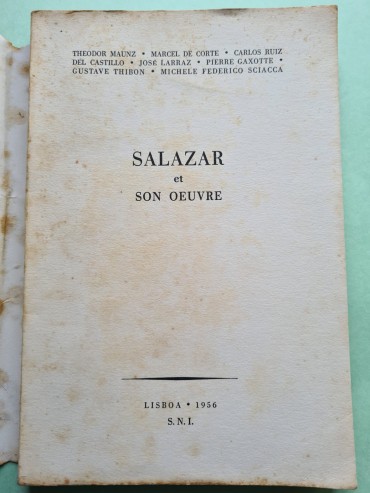 THEODOR MAUNZ • MARCEL DE CORTE • CARLOS RUIZ
DEL CASTILLO • JOSÉ LARRAZ • PIERRE GAXOTTE •
GUSTAVE THIBON • MICHELE FEDERICO SCIACCA
SALAZAR
et
SON OEUVRE
LISBOA • 1956
S. N. I.